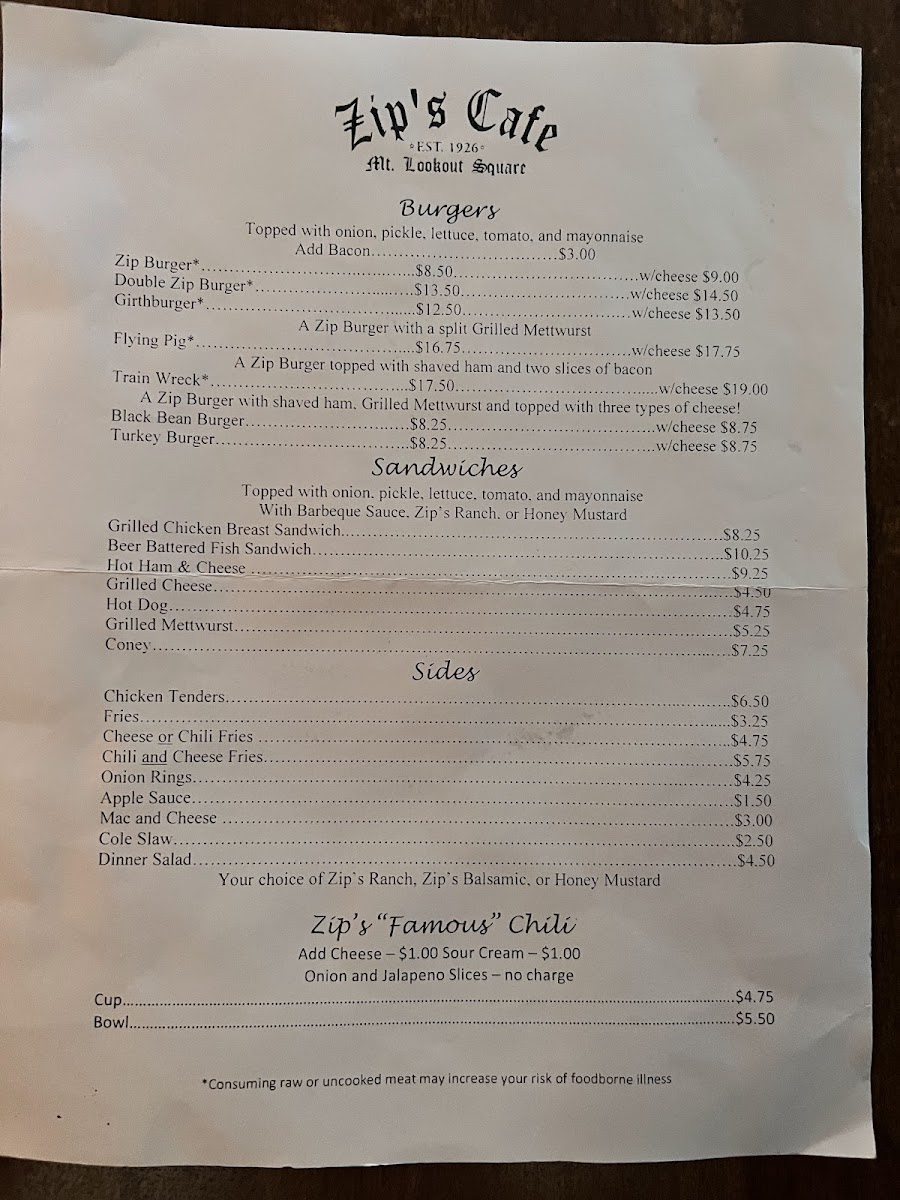 Zip's Cafe
◦EST. 1926◦
Mt. Lookout Square
Burgers
Topped with onion, pickle, lettuce, tomato, and mayonnaise
Add Bacon..........................................$3.00
Zip Burger*................................................$8.50..........................................w/cheese $9.00
Double Zip Burger*....................................$13.50.......................................w/cheese $14.50
Girthburger*..........................................$12.50.......................................w/cheese $13.50
A Zip Burger with a split Grilled Mettwurst
Flying Pig*................................................$16.75.......................................w/cheese $17.75
A Zip Burger topped with shaved ham and two slices of bacon
Train Wreck*............................................$17.50............................................w/cheese $19.00
A Zip Burger with shaved ham, Grilled Mettwurst and topped with three types of cheese!
Black Bean Burger....................................$8.25.............................................w/cheese $8.75
Turkey Burger..........................................$8.25.............................................w/cheese $8.75
Sandwiches
Topped with onion, pickle, lettuce, tomato, and mayonnaise
With Barbeque Sauce, Zip's Ranch, or Honey Mustard
Grilled Chicken Breast Sandwich....................................................................................$8.25
Beer Battered Fish Sandwich.........................................................................................$10.25
Hot Ham & Cheese ........................................................................................................$9.25
Grilled Cheese................................................................................................................$4.50
Hot Dog..........................................................................................................................$4.75
Grilled Mettwurst............................................................................................................$5.25
Coney..............................................................................................................................$7.25
Sides
Chicken Tenders..............................................................................................................$6.50
Fries.................................................................................................................................$3.25
Cheese or Chili Fries ......................................................................................................$4.75
Chili and Cheese Fries.....................................................................................................$5.75
Onion Rings.....................................................................................................................$4.25
Apple Sauce.....................................................................................................................$1.50
Mac and Cheese ..............................................................................................................$3.00
Cole Slaw.........................................................................................................................$2.50
Dinner Salad.....................................................................................................................$4.50
Your choice of Zip's Ranch, Zip's Balsamic, or Honey Mustard
Zip's "Famous" Chili
Add Cheese – $1.00 Sour Cream – $1.00
Onion and Jalapeno Slices – no charge
Cup..................................................................................................................................$4.75
Bowl.................................................................................................................................$5.50
*Consuming raw or uncooked meat may increase your risk of foodborne illness